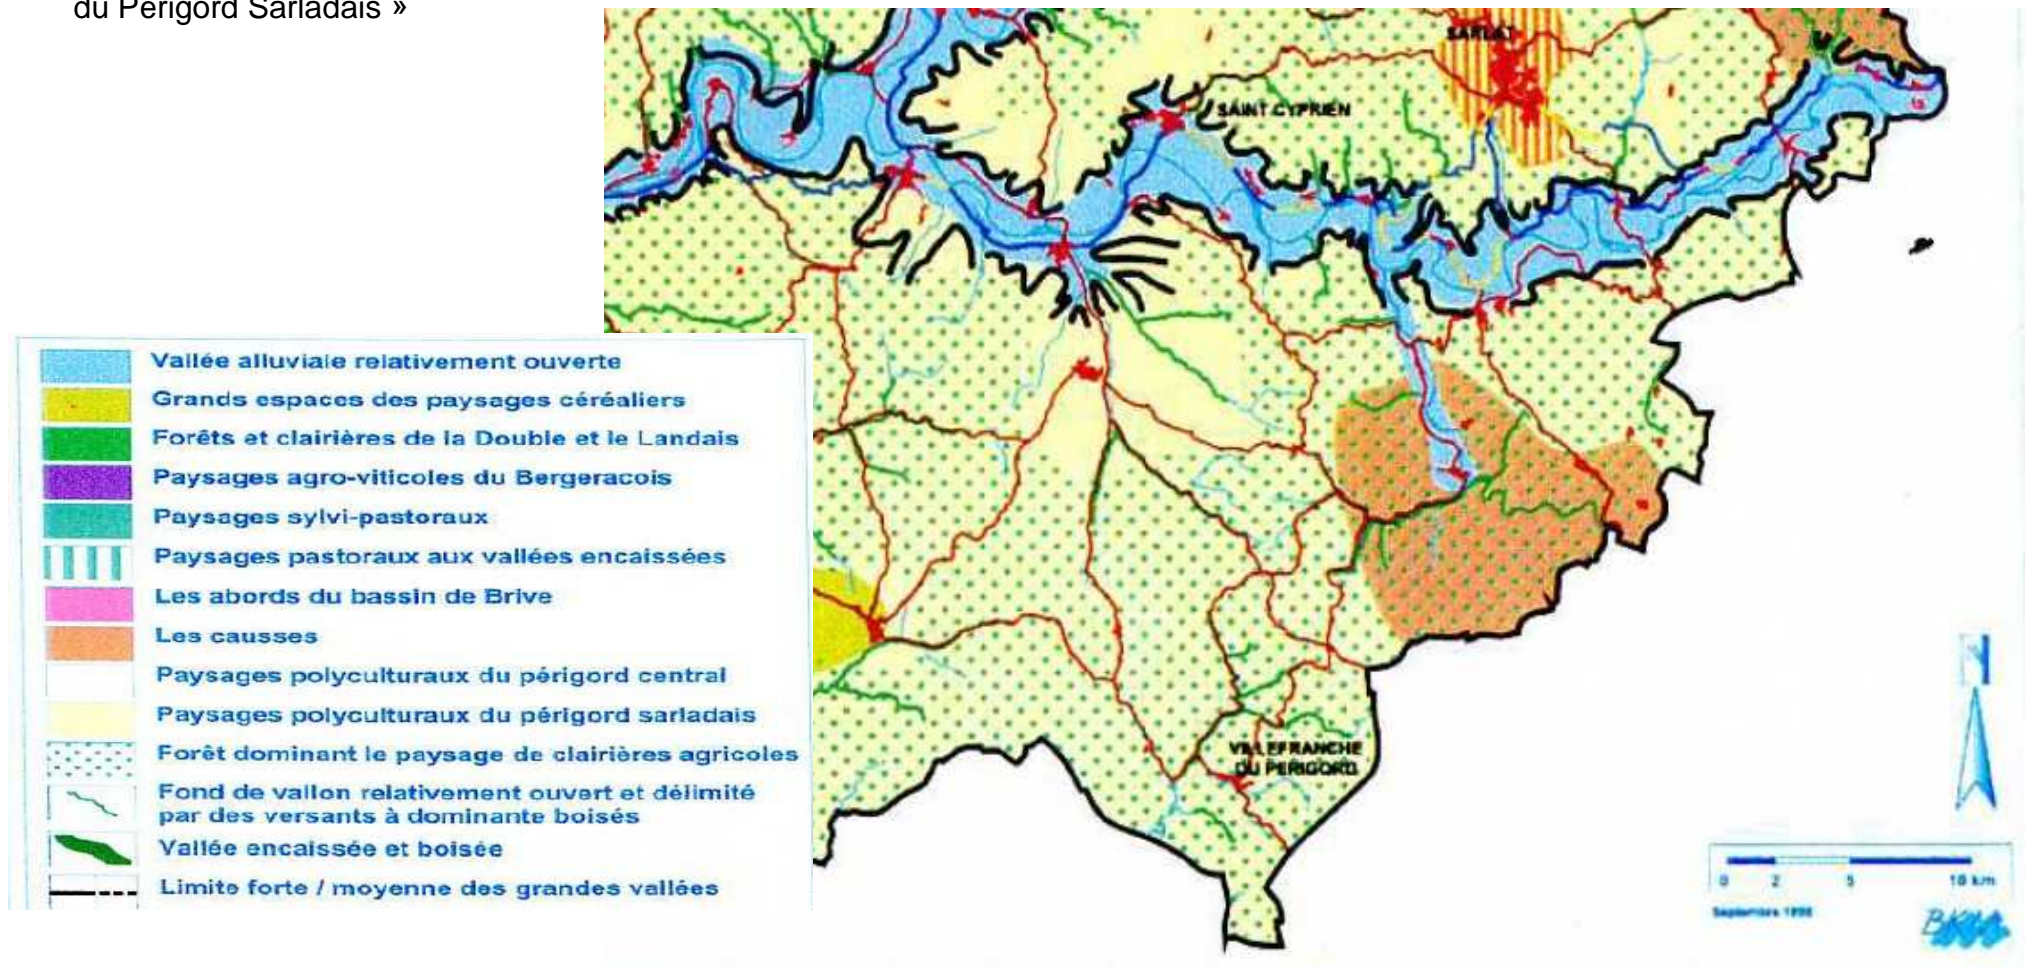 du Périgord Sarladais »
SARLAT
SAINT CYPRIEN
Vallée alluviale relativement ouverte
Grands espaces des paysages céréaliers
Forêts et clairières de la Double et le Landais
Paysages agro-viticoles du Bergeracois
Paysages sylvi-pastoraux
Paysages pastoraux aux vallées encaissées
Les abords du bassin de Brive
Les causses
Paysages polyculturaux du périgord central
Paysages polyculturaux du périgord sarladais
Forêt dominant le paysage de clairières agricoles
Fond de vallon relativement ouvert et délimité
par des versants à dominante boisés
Vallée encaissée et boisée
Limite forte / moyenne des grandes vallées
VILLEFRANCHE
DU PERIGORD
0 2 5 10 km
Septembre